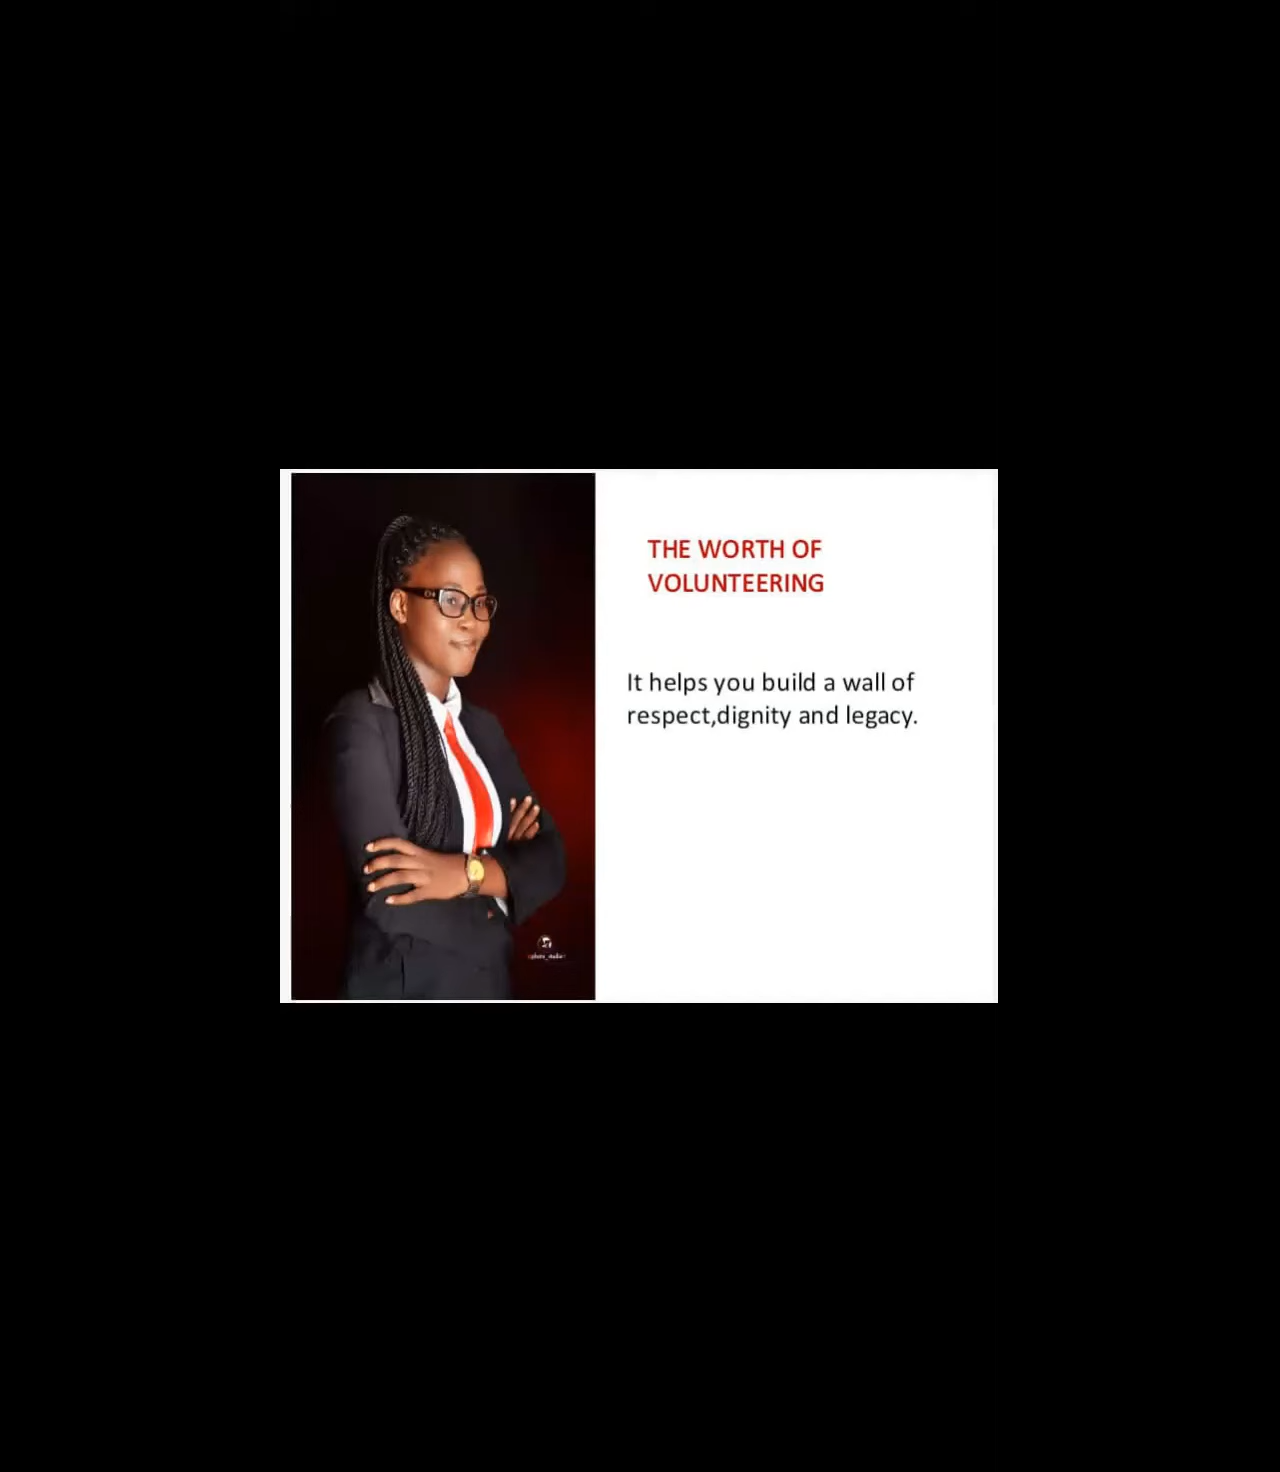 THE WORTH OF
VOLUNTEERING
It helps you build a wall of
respect,dignity and legacy.